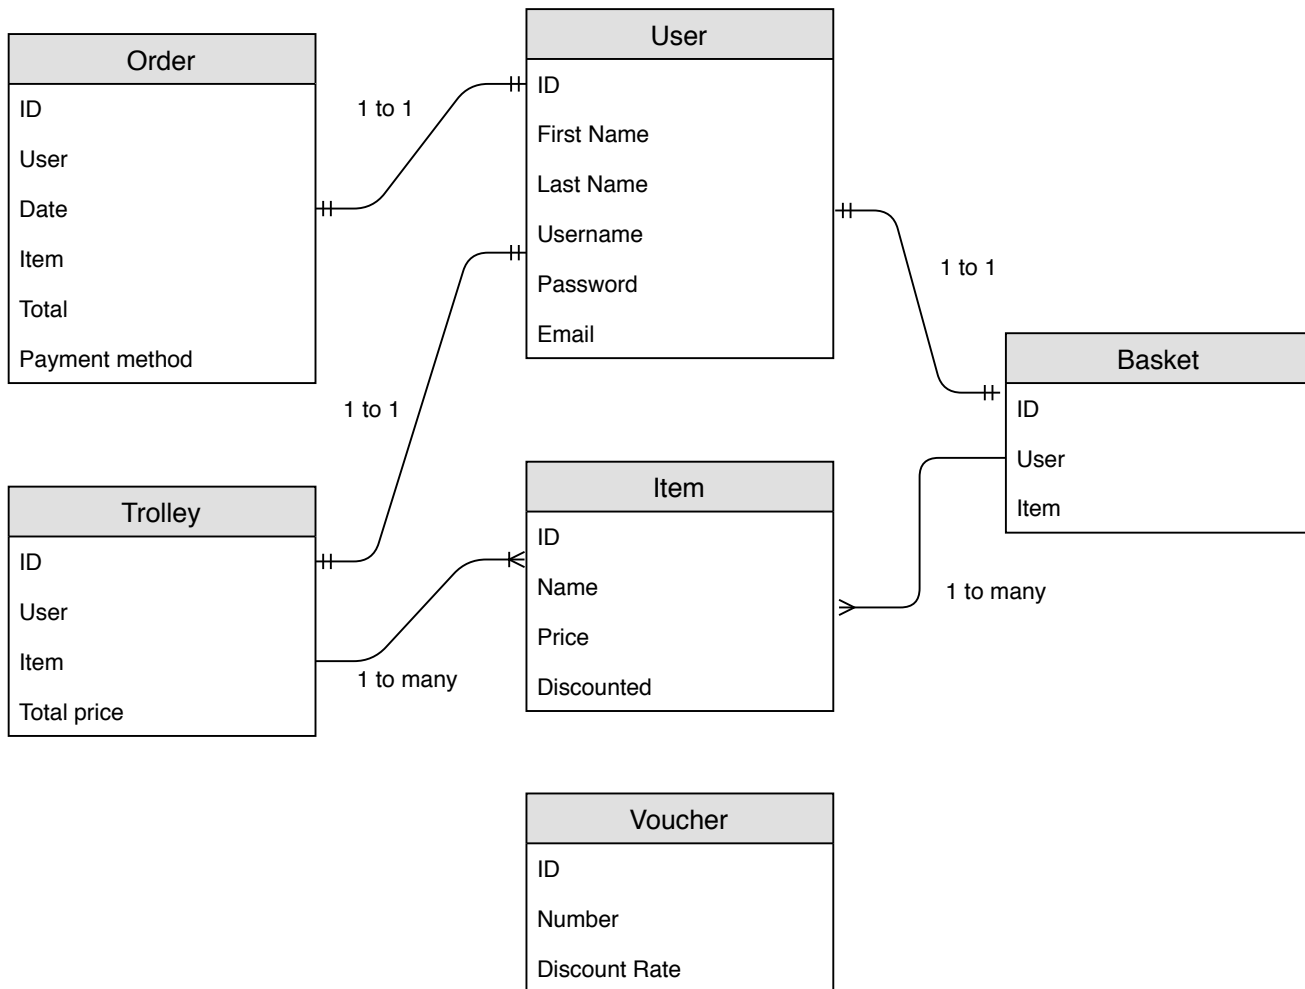 Order
ID
User
Date
Item
Total
Payment method
1 to 1
User
ID
First Name
Last Name
Username
Password
Email
1 to 1
1 to 1
Basket
ID
User
Item
Trolley
ID
User
Item
Total price
1 to many
Item
ID
Name
Price
Discounted
1 to many
Voucher
ID
Number
Discount Rate